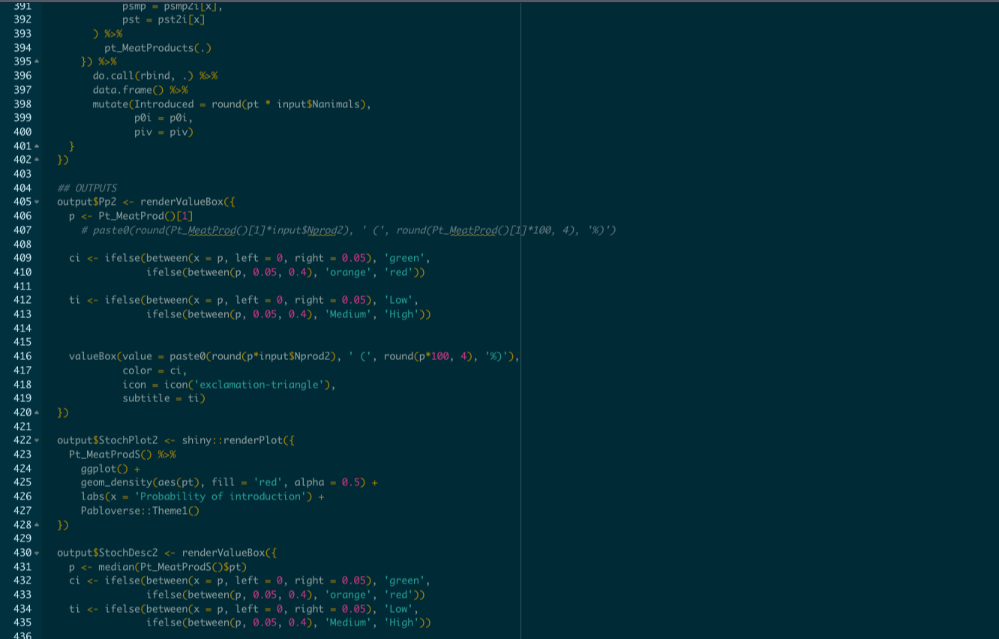 391 psmp = psmp2i[x],
392 pst = pst2i[x]
393 ) %>%
394 pt_MeatProducts(.)
395 }) %>%
396 do.call(rbind, .) %>%
397 data.frame() %>%
398 mutate(Introduced = round(pt * input$Nanimals),
399 p0i = p0i,
400 piv = piv)
401 }
402 })
403
404 ## OUTPUTS
405 output$Pp2 <- renderValueBox({
406 p <- Pt_MeatProd()[1]
407 # paste0(round(Pt_MeatProd()[1]*input$Nprod2), ' (', round(Pt_MeatProd()[1]*100, 4), '%)')
408
409 ci <- ifelse(between(x = p, left = 0, right = 0.05), 'green',
410 ifelse(between(p, 0.05, 0.4), 'orange', 'red'))
411
412 ti <- ifelse(between(x = p, left = 0, right = 0.05), 'Low',
413 ifelse(between(p, 0.05, 0.4), 'Medium', 'High'))
414
415
416 valueBox(value = paste0(round(p*input$Nprod2), ' (', round(p*100, 4), '%)'),
417 color = ci,
418 icon = icon('exclamation-triangle'),
419 subtitle = ti)
420 })
421
422 output$StochPlot2 <- shiny::renderPlot({
423 Pt_MeatProdS() %>%
424 ggplot() +
425 geom_density(aes(pt), fill = 'red', alpha = 0.5) +
426 labs(x = 'Probability of introduction') +
427 Pabloverse::Theme1()
428 })
429
430 output$StochDesc2 <- renderValueBox({
431 p <- median(Pt_MeatProdS()$pt)
432 ci <- ifelse(between(x = p, left = 0, right = 0.05), 'green',
433 ifelse(between(p, 0.05, 0.4), 'orange', 'red'))
434 ti <- ifelse(between(x = p, left = 0, right = 0.05), 'Low',
435 ifelse(between(p, 0.05, 0.4), 'Medium', 'High'))
436